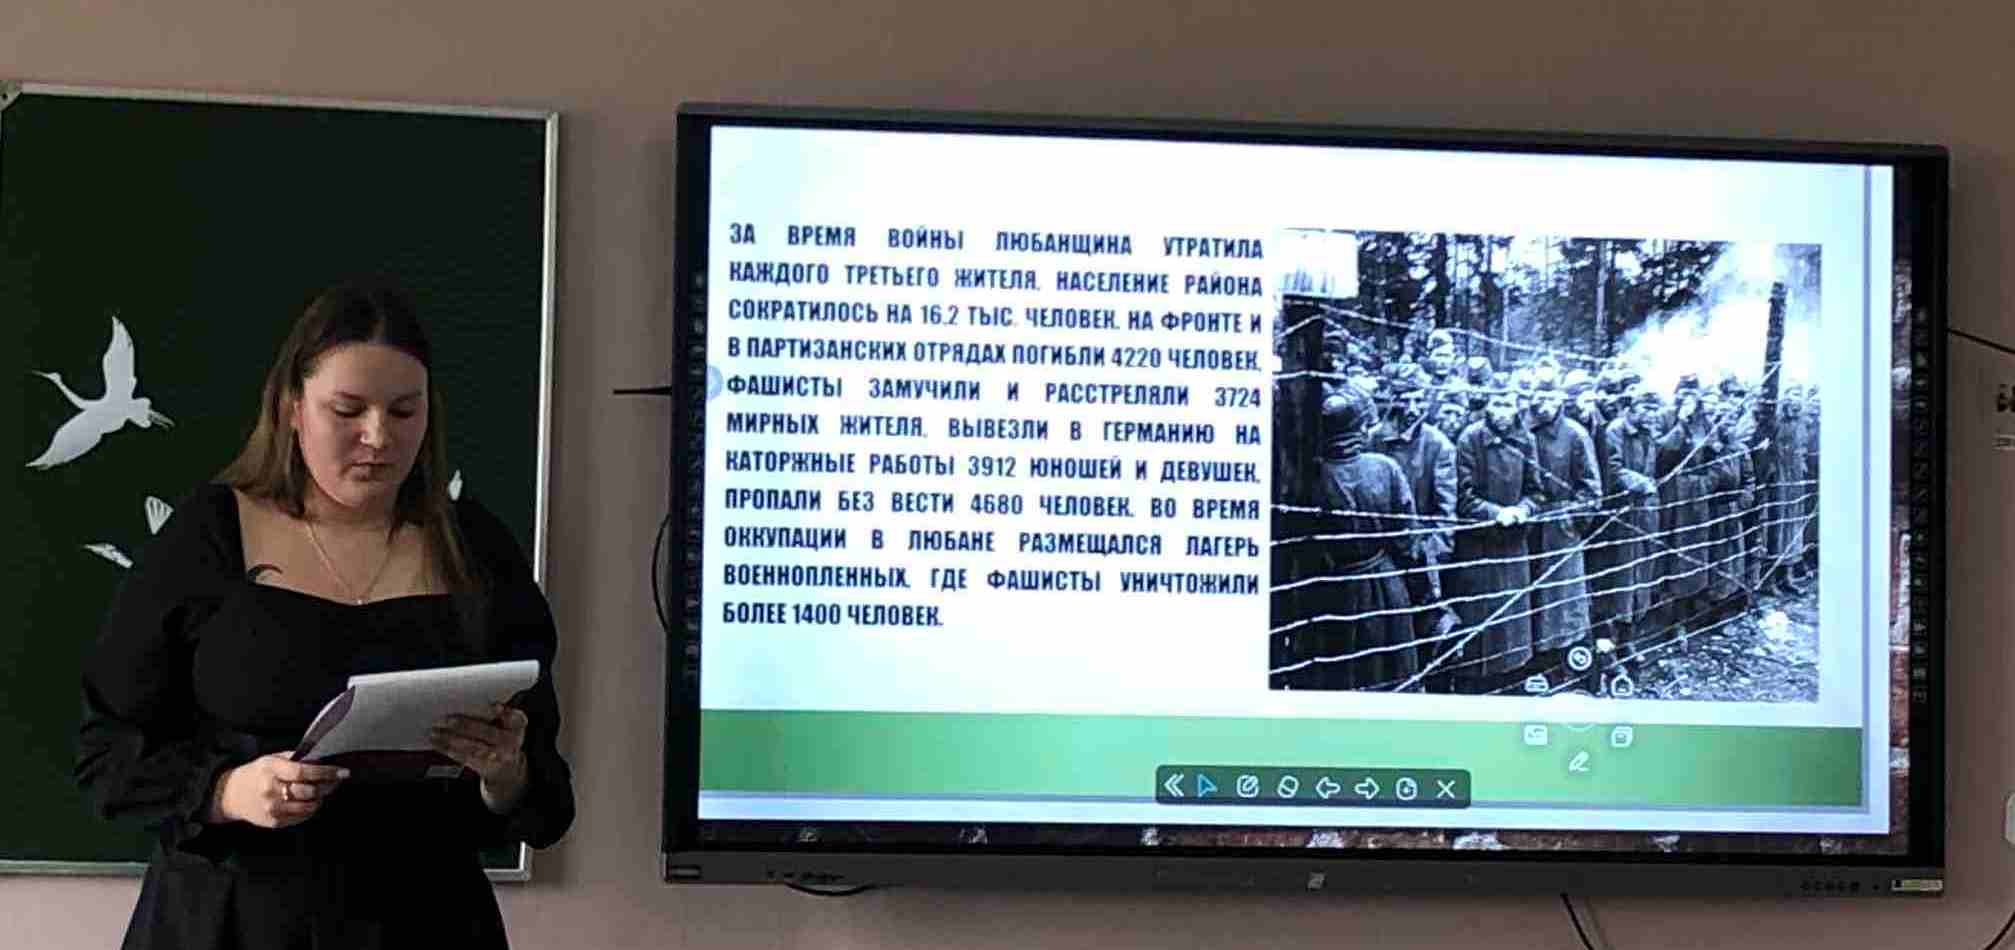 ЗА ВРЕМЯ ВОЙНЫ ЛЮБАНЩИНА УТРАТИЛА
КАЖДОГО ТРЕТЬЕГО ЖИТЕЛЯ. НАСЕЛЕНИЕ РАЙОНА
СОКРАТИЛОСЬ НА 16.2 ТЫС. ЧЕЛОВЕК. НА ФРОНТЕ И
В ПАРТИЗАНСКИХ ОТРЯДАХ ПОГИБЛИ 4220 ЧЕЛОВЕК.
ФАШИСТЫ ЗАМУЧИЛИ И РАССТРЕЛЯЛИ 3724
МИРНЫХ ЖИТЕЛЯ. ВЫВЕЗЛИ В ГЕРМАНИЮ НА
КАТОРЖНЫЕ РАБОТЫ 3912 ЮНОШЕЙ И ДЕВУШЕК.
ПРОПАЛИ БЕЗ ВЕСТИ 4680 ЧЕЛОВЕК. ВО ВРЕМЯ
ОККУПАЦИИ В ЛЮБАНЕ РАЗМЕЩАЛСЯ ЛАГЕРЬ
ВОЕННОПЛЕННЫХ. ГДЕ ФАШИСТЫ УНИЧТОЖИЛИ
БОЛЕЕ 1400 ЧЕЛОВЕК.